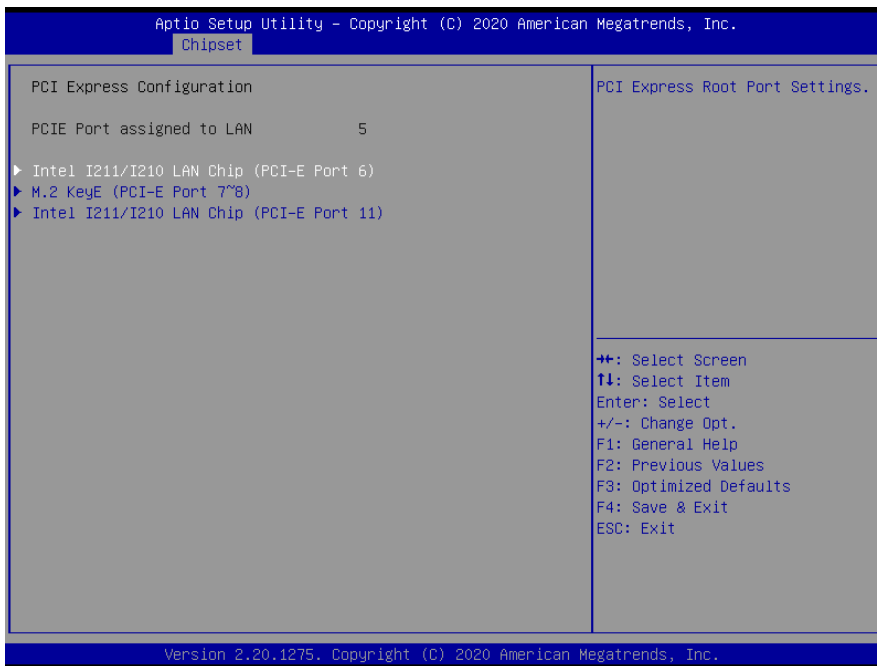 Aptio Setup Utility – Copyright (C) 2020 American Megatrends, Inc.
Chipset
PCI Express Configuration
PCIE Port assigned to LAN 5
Intel I211/I210 LAN Chip (PCI-E Port 6)
M.2 KeyE (PCI-E Port 7~8)
Intel I211/I210 LAN Chip (PCI-E Port 11)
PCI Express Root Port Settings.
→←: Select Screen
↑↓: Select Item
Enter: Select
+/-: Change Opt.
F1: General Help
F2: Previous Values
F3: Optimized Defaults
F4: Save & Exit
ESC: Exit
Version 2.20.1275. Copyright (C) 2020 American Megatrends, Inc.